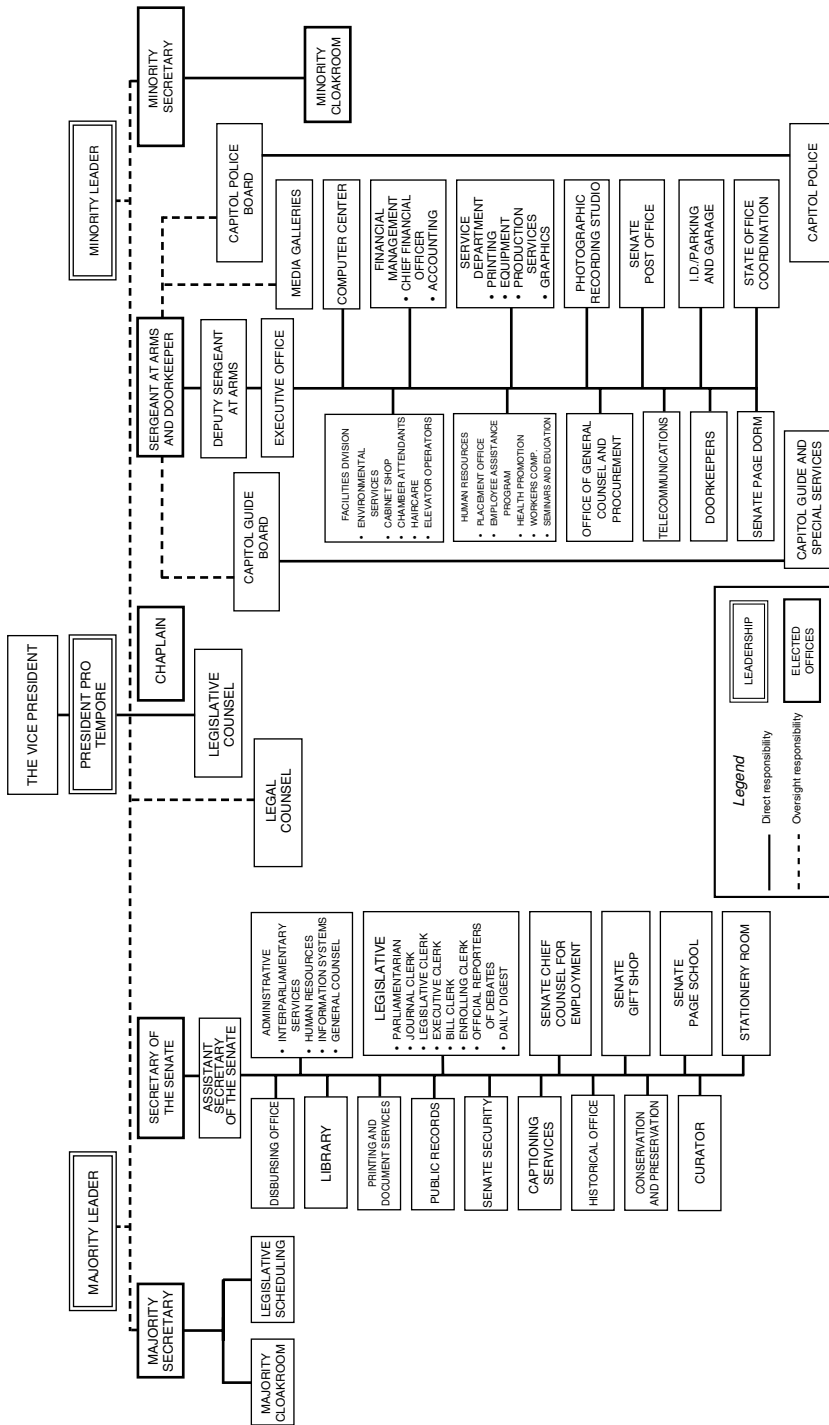 THE VICE PRESIDENT
MAJORITY LEADER
PRESIDENT PRO
TEMPORE
MINORITY LEADER
MAJORITY
SECRETARY
SECRETARY OF
THE SENATE
CHAPLAIN
SERGEANT AT ARMS
AND DOORKEEPER
MINORITY
SECRETARY
MAJORITY
CLOAKROOM
LEGISLATIVE
SCHEDULING
ASSISTANT
SECRETARY
OF THE SENATE
DISBURSING OFFICE
LIBRARY
PRINTING AND
DOCUMENT SERVICES
PUBLIC RECORDS
SENATE SECURITY
CAPTIONING
SERVICES
HISTORICAL OFFICE
CONSERVATION
AND PRESERVATION
CURATOR
ADMINISTRATIVE
• INTERPARLIAMENTARY
SERVICES
• HUMAN RESOURCES
• INFORMATION SYSTEMS
• GENERAL COUNSEL
LEGISLATIVE
• PARLIAMENTARIAN
• JOURNAL CLERK
• LEGISLATIVE CLERK
• EXECUTIVE CLERK
• BILL CLERK
• ENROLLING CLERK
• OFFICIAL REPORTERS
OF DEBATES
• DAILY DIGEST
SENATE CHIEF
COUNSEL FOR
EMPLOYMENT
SENATE
GIFT SHOP
SENATE
PAGE SCHOOL
STATIONERY ROOM
LEGAL
COUNSEL
LEGISLATIVE
COUNSEL
CAPITOL GUIDE
BOARD
DEPUTY SERGEANT
AT ARMS
EXECUTIVE OFFICE
MEDIA GALLERIES
CAPITOL POLICE
BOARD
MINORITY
CLOAKROOM
FACILITIES DIVISION
• ENVIRONMENTAL
SERVICES
• CABINET SHOP
• CHAMBER ATTENDANTS
• HAIRCARE
• ELEVATOR OPERATORS
HUMAN RESOURCES
• PLACEMENT OFFICE
• EMPLOYEE ASSISTANCE
PROGRAM
• HEALTH PROMOTION
• WORKERS COMP.
• SEMINARS AND EDUCATION
OFFICE OF GENERAL
COUNSEL AND
PROCUREMENT
TELECOMMUNICATIONS
DOORKEEPERS
SENATE PAGE DORM
COMPUTER CENTER
FINANCIAL
MANAGEMENT
• CHIEF FINANCIAL
OFFICER
• ACCOUNTING
SERVICE
DEPARTMENT
• PRINTING
• EQUIPMENT
• PRODUCTION
SERVICES
• GRAPHICS
PHOTOGRAPHIC
RECORDING STUDIO
SENATE
POST OFFICE
I.D./PARKING
AND GARAGE
STATE OFFICE
COORDINATION
CAPITOL GUIDE AND
SPECIAL SERVICES
CAPITOL POLICE
Legend
Direct responsibility
Oversight responsibility
LEADERSHIP
ELECTED
OFFICES